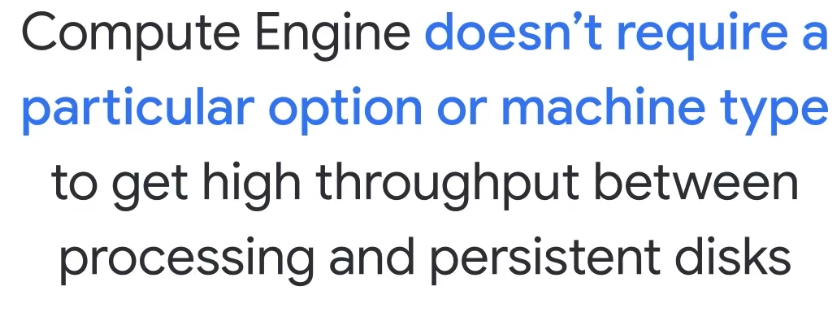 Compute Engine doesn’t require a
particular option or machine type
to get high throughput between
processing and persistent disks